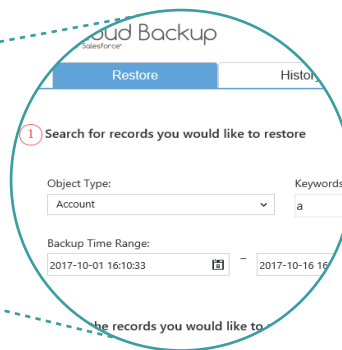 oud Backup
Salesforce
Restore Histor
1 Search for records you would like to restore
Object Type: Keywords
Account a
Backup Time Range:
2017-10-01 16:10:33 – 2017-10-16 16
he records you would like to